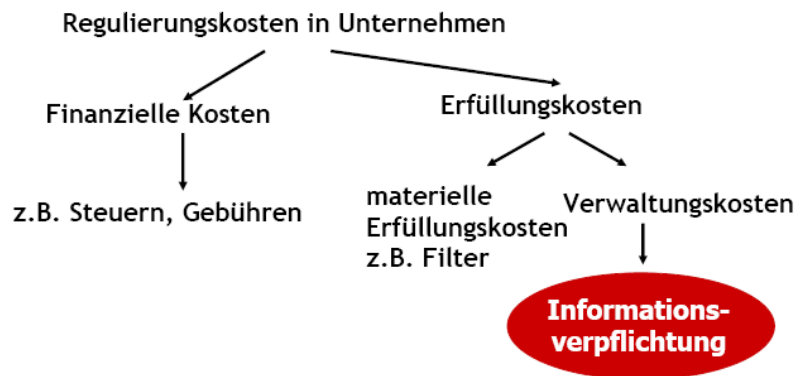 Regulierungskosten in Unternehmen
Finanzielle Kosten
Erfüllungskosten
z.B. Steuern, Gebühren
materielle
Erfüllungskosten
z.B. Filter
Verwaltungskosten
Informations-
verpflichtung